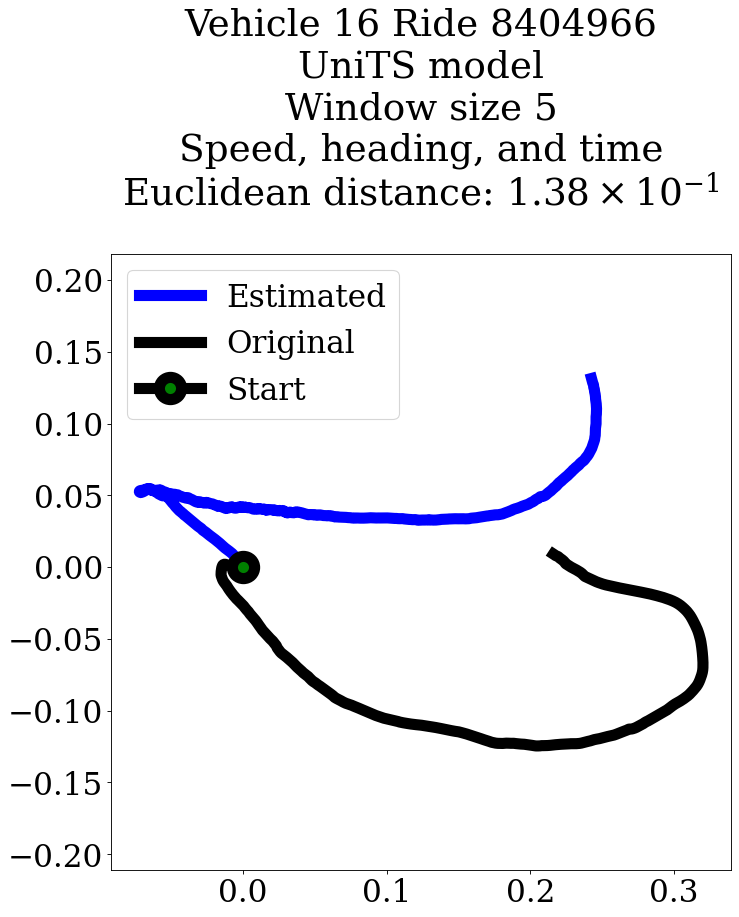 Vehicle 16 Ride 8404966
UniTS model
Window size 5
Speed, heading, and time
Euclidean distance: 1.38 × 10⁻¹
Estimated
Original
Start
0.20
0.15
0.10
0.05
0.00
−0.05
−0.10
−0.15
−0.20
0.0 0.1 0.2 0.3